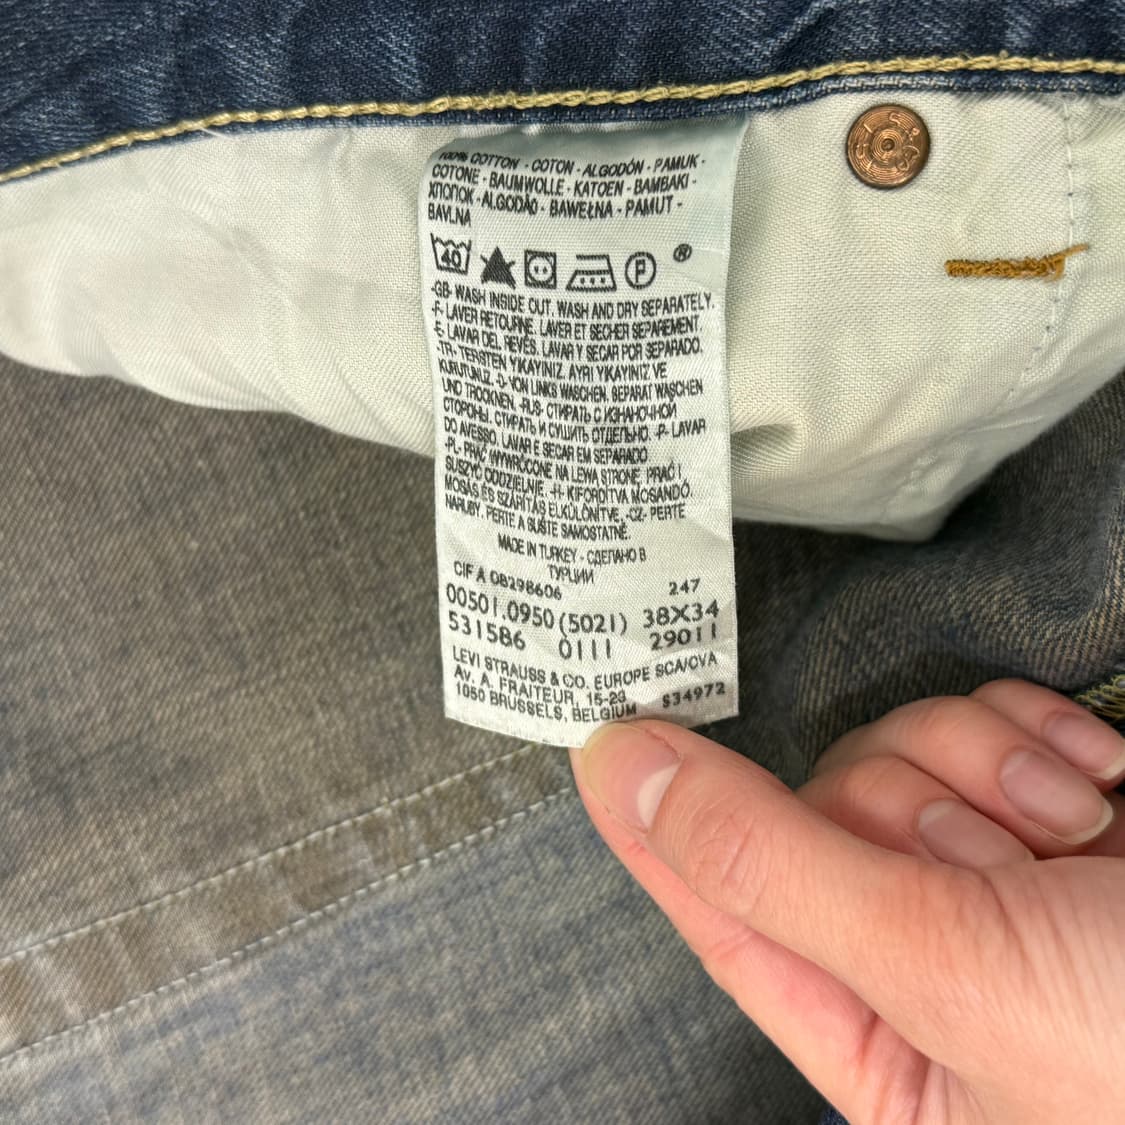 100% COTTON - COTON - ALGODÓN - PAMUK -
COTONE - BAUMWOLLE - KATOEN - BAMBAKI -
ХЛОПОК - ALGODÃO - BAWEŁNA - PAMUT -
BAVLNA
40 P ®
-GB- WASH INSIDE OUT. WASH AND DRY SEPARATELY.
-F- LAVER RETOURNE. LAVER ET SECHER SEPAREMENT.
-E- LAVAR DEL REVÉS. LAVAR Y SECAR POR SEPARADO.
-TR- TERSTEN YIKAYINIZ. AYRI YIKAYINIZ VE
KURUTUNUZ. -D- VON LINKS WASCHEN. SEPARAT WASCHEN
UND TROCKNEN. -RUS- СТИРАТЬ С ИЗНАНОЧНОЙ
СТОРОНЫ. СТИРАТЬ И СУШИТЬ ОТДЕЛЬНО. -P- LAVAR
DO AVESSO. LAVAR E SECAR EM SEPARADO
-PL- PRAĆ WYWRÓCONE NA LEWA STRONE, PRAĆ I
SUSZYĆ ODDZIELNIE. -H- KIFORDITVA MOSANDÓ.
MOSÁS ÉS SZÁRÍTÁS ELKÜLÖNÍTVE. -CZ- PERTE
NARUBY. PERTE A SUŠTE SAMOSTATNĚ.
MADE IN TURKEY - СДЕЛАНО В
ТУРЦИИ
CIF A 08298606 247
00501.0950 (5021) 38X34
531586 0111 29011
LEVI STRAUSS & CO. EUROPE SCA/CVA
Av. A. FRAITEUR, 15-23
1050 BRUSSELS, BELGIUM S34972